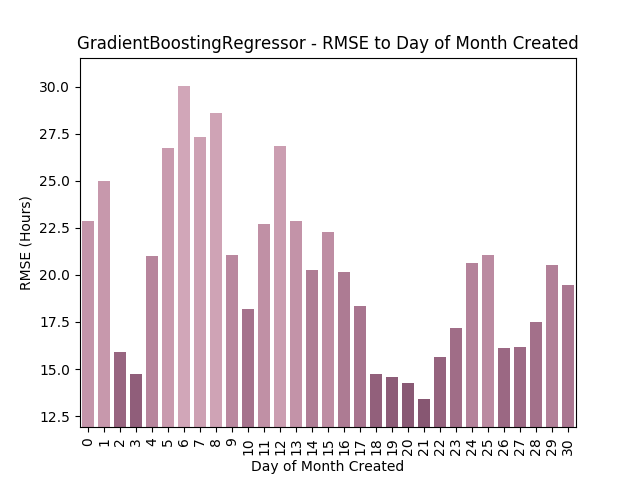 GradientBoostingRegressor - RMSE to Day of Month Created
30.0
27.5
25.0
22.5
20.0
17.5
15.0
12.5
RMSE (Hours)
0 1 2 3 4 5 6 7 8 9 10 11 12 13 14 15 16 17 18 19 20 21 22 23 24 25 26 27 28 29 30
Day of Month Created